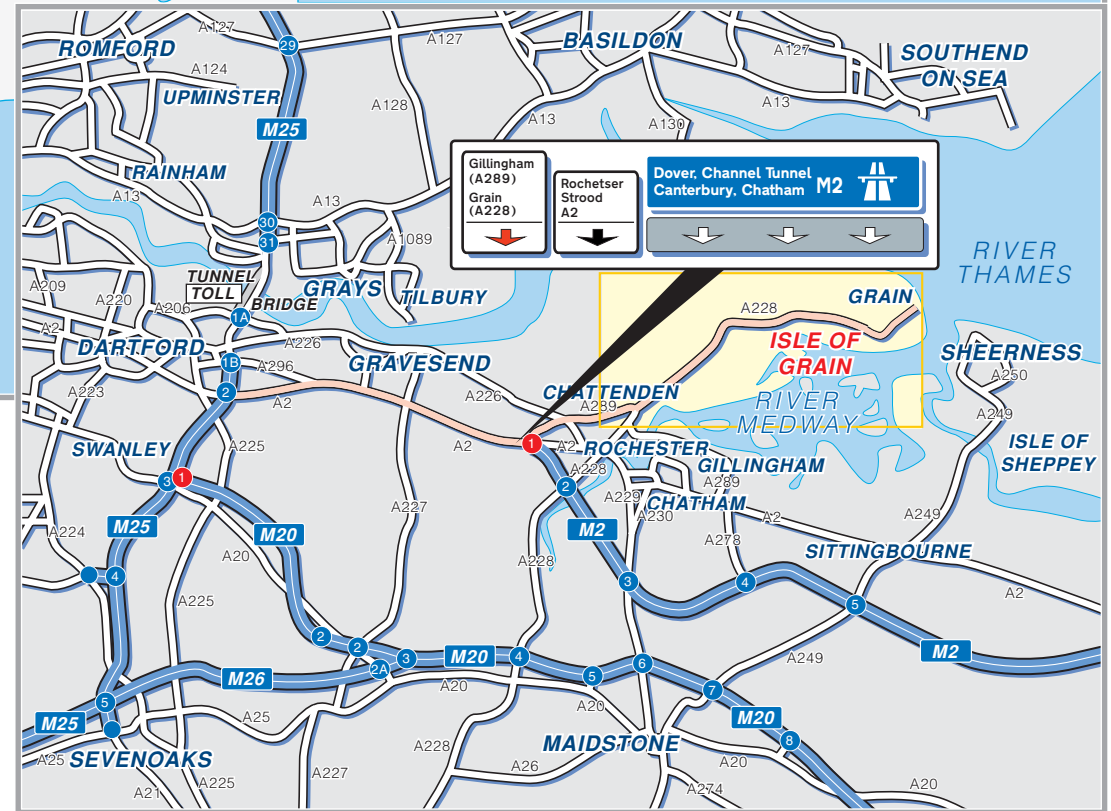 A127
29
ROMFORD
A127
BASILDON
A127
SOUTHEND
ON SEA
A124
UPMINSTER
A128
A13
A13
M25
A130
RAINHAM
A13
A13
30
31
A1089
Gillingham
(A289)
Grain
(A228)
Rochetser
Strood
A2
Dover, Channel Tunnel
Canterbury, Chatham
M2
RIVER
THAMES
TUNNEL
TOLL
BRIDGE
GRAYS
TILBURY
A209
A220
A206
A2
1A
A226
DARTFORD
1B
A296
GRAVESEND
2
A223
A2
A226
A228
GRAIN
ISLE OF
GRAIN
SHEERNESS
A250
CHATTENDEN
A289
RIVER
MEDWAY
A249
A2
1
A2
ROCHESTER
A228
GILLINGHAM
ISLE OF
SHEPPEY
SWANLEY
A225
3
1
2
A229
A230
CHATHAM
A289
A2
A249
A224
M25
M20
A20
A227
M2
A228
A278
SITTINGBOURNE
4
3
4
5
A2
A225
2
2
2A
3
M20
4
5
6
A249
M2
M26
A20
A20
7
5
M25
A25
M20
8
A25
SEVENOAKS
A228
MAIDSTONE
A20
A21
A225
A227
A26
A274
A20